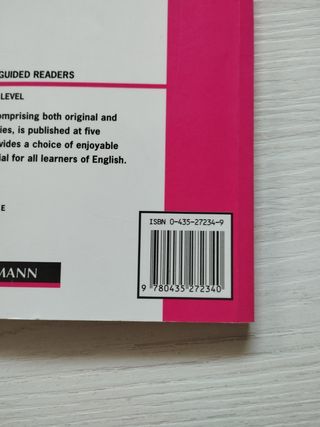 GUIDED READERS
LEVEL
omprising both original and
ies, is published at five
vides a choice of enjoyable
ial for all learners of English.
E
ISBN 0-435-27234-9
MANN
9 780435 272340